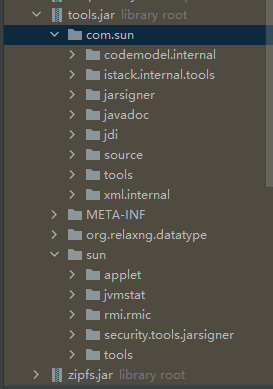 tools.jar library root
com.sun
codemodel.internal
istack.internal.tools
jarsigner
javadoc
jdi
source
tools
xml.internal
META-INF
org.relaxng.datatype
sun
applet
jvmstat
rmi.rmic
security.tools.jarsigner
tools
zipfs.jar library root